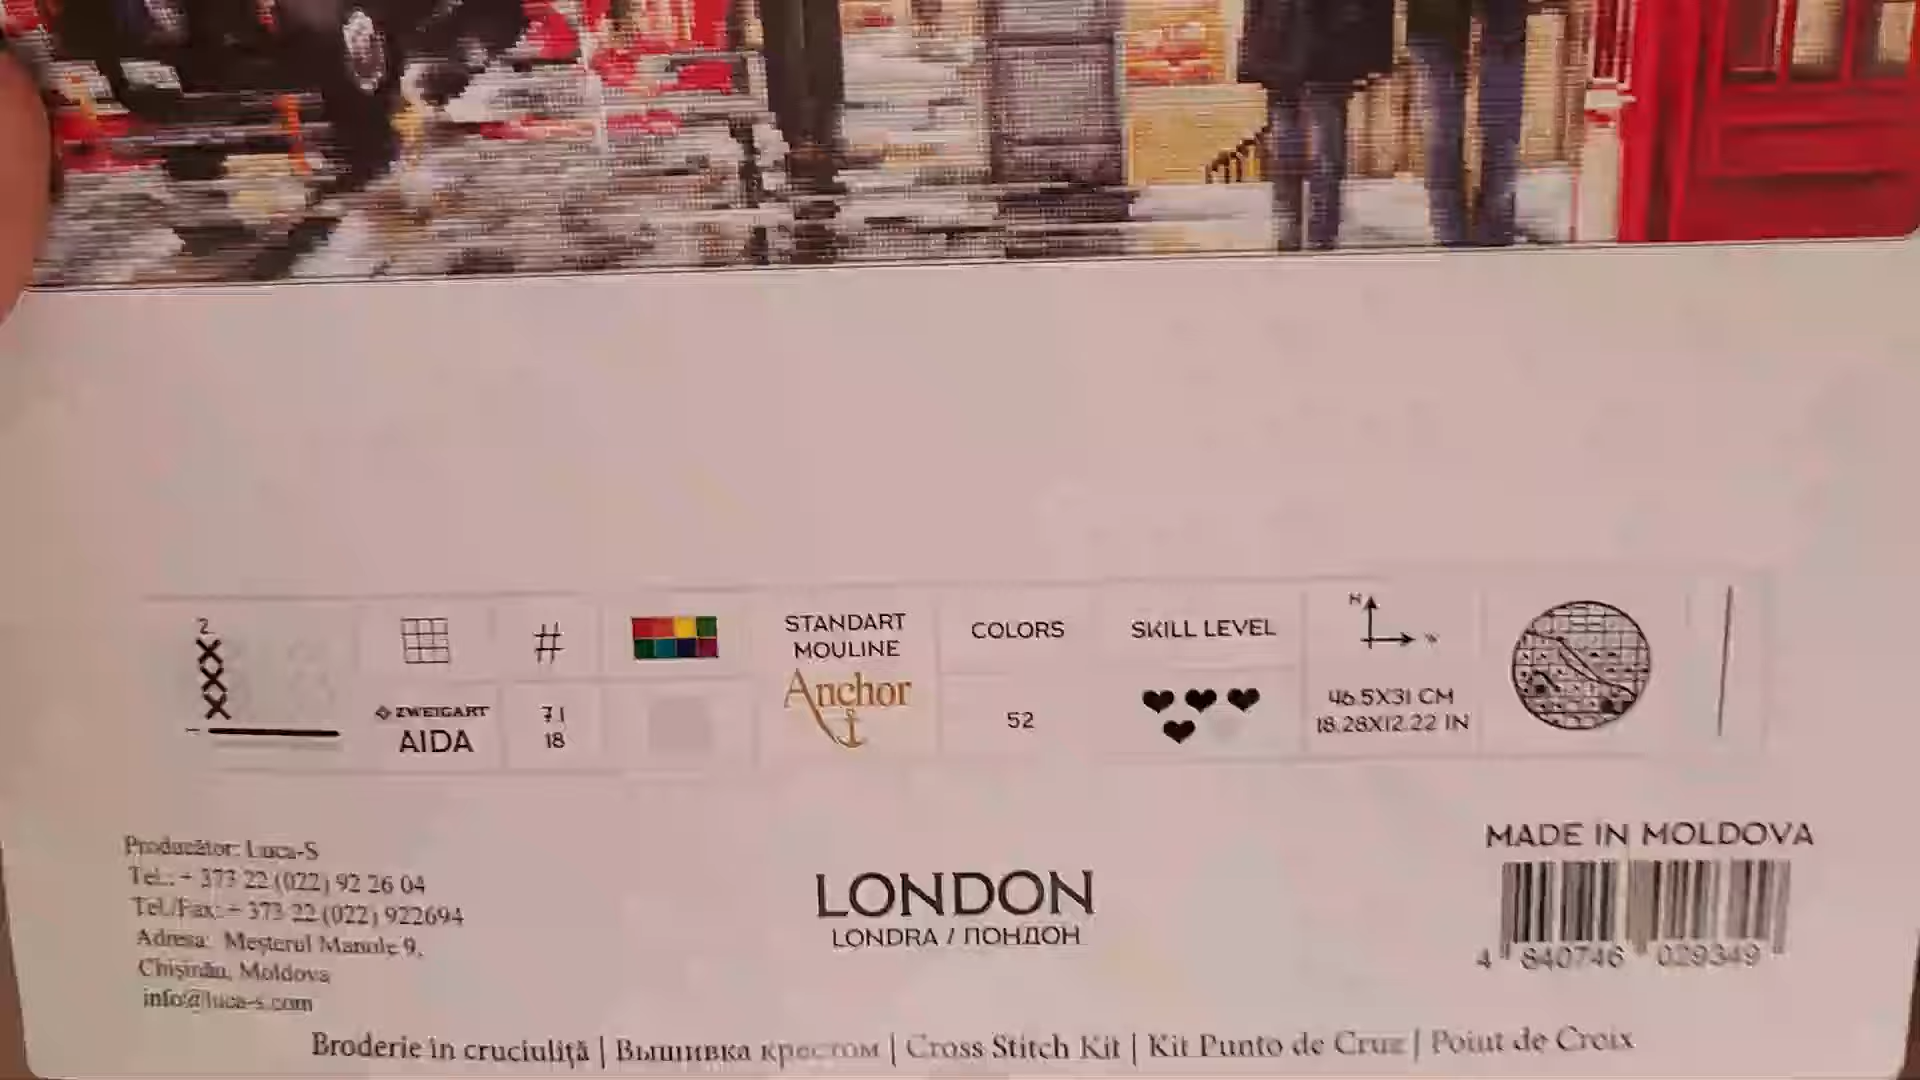 2
STANDART
MOULINE
COLORS
SKILL LEVEL
H
#
ZWEIGART
AIDA
71
18
Anchor
52
46.5X31 CM
18.28X12.22 IN
MADE IN MOLDOVA
Producător: Luca-S
Tel.: + 373 22 (022) 92 26 04
Tel./Fax: + 373 22 (022) 922694
Adresa: Meșterul Manole 9,
Chișinău, Moldova
info@luca-s.com
LONDON
LONDRA / ЛОНДОН
4 840746 029349
Broderie în cruciuliță | Вышивка крестом | Cross Stitch Kit | Kit Punto de Cruz | Point de Croix